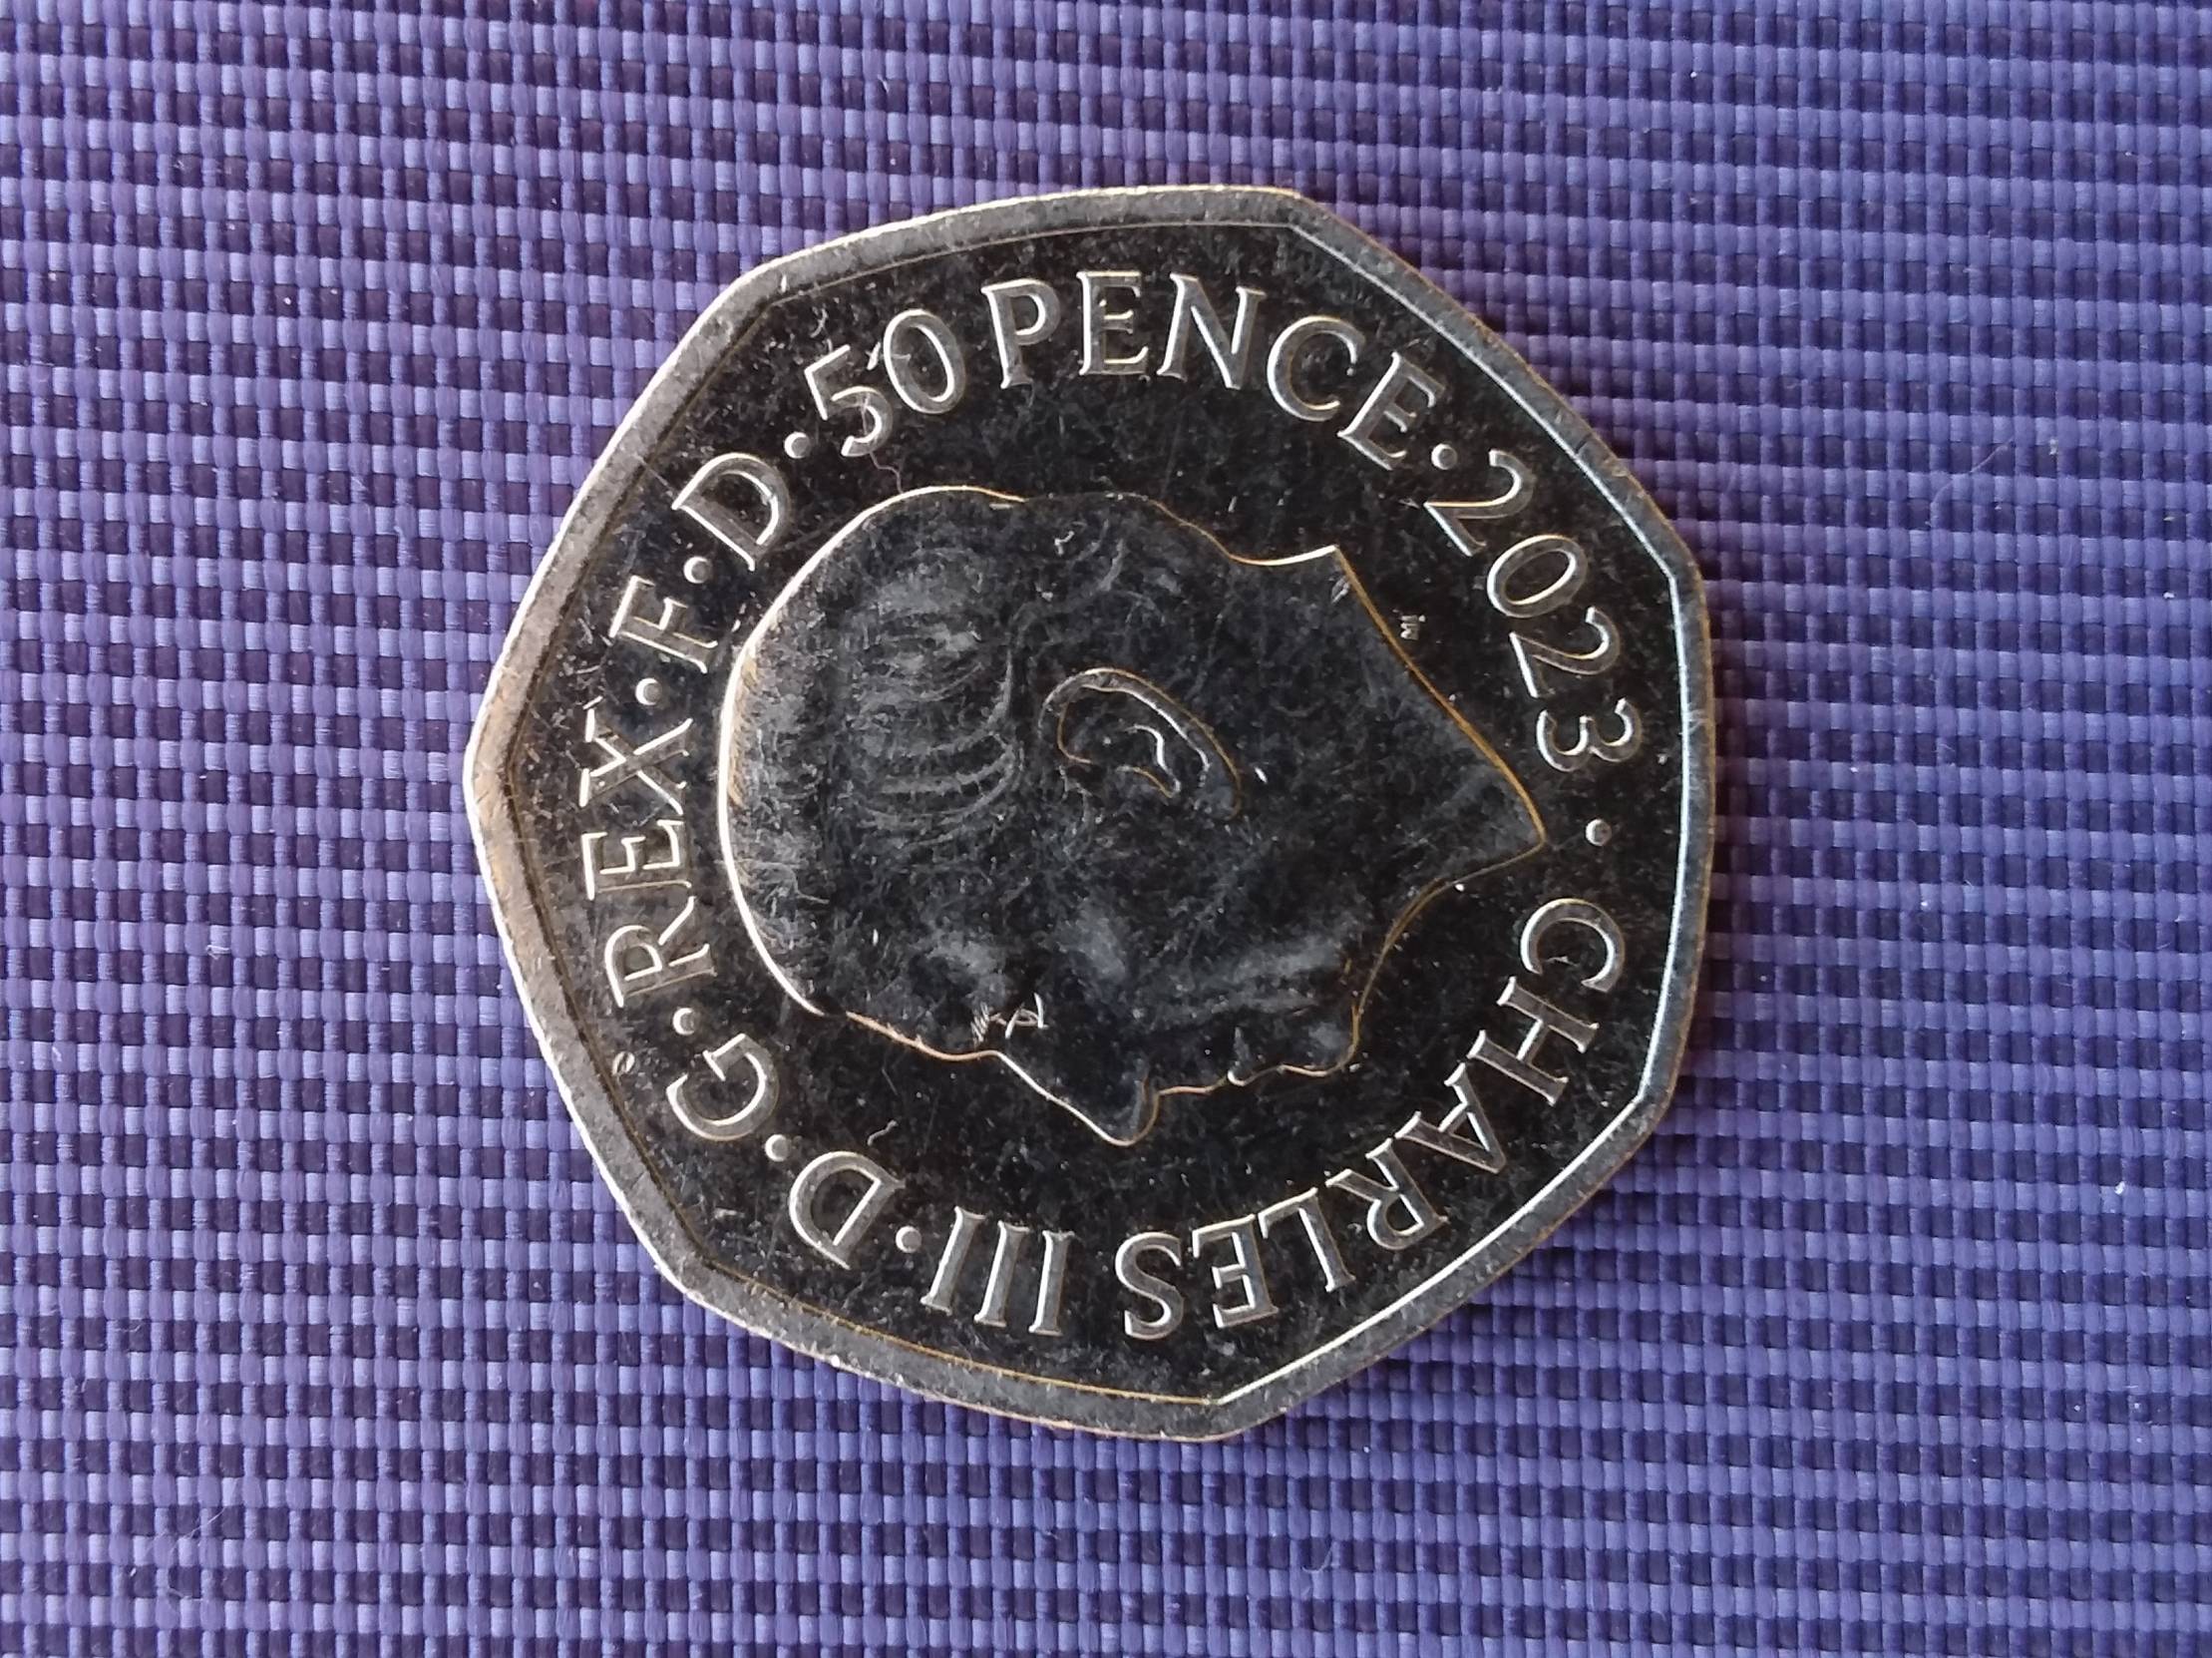 · CHARLES III · D · G · REX · F · D · 50 PENCE · 2023